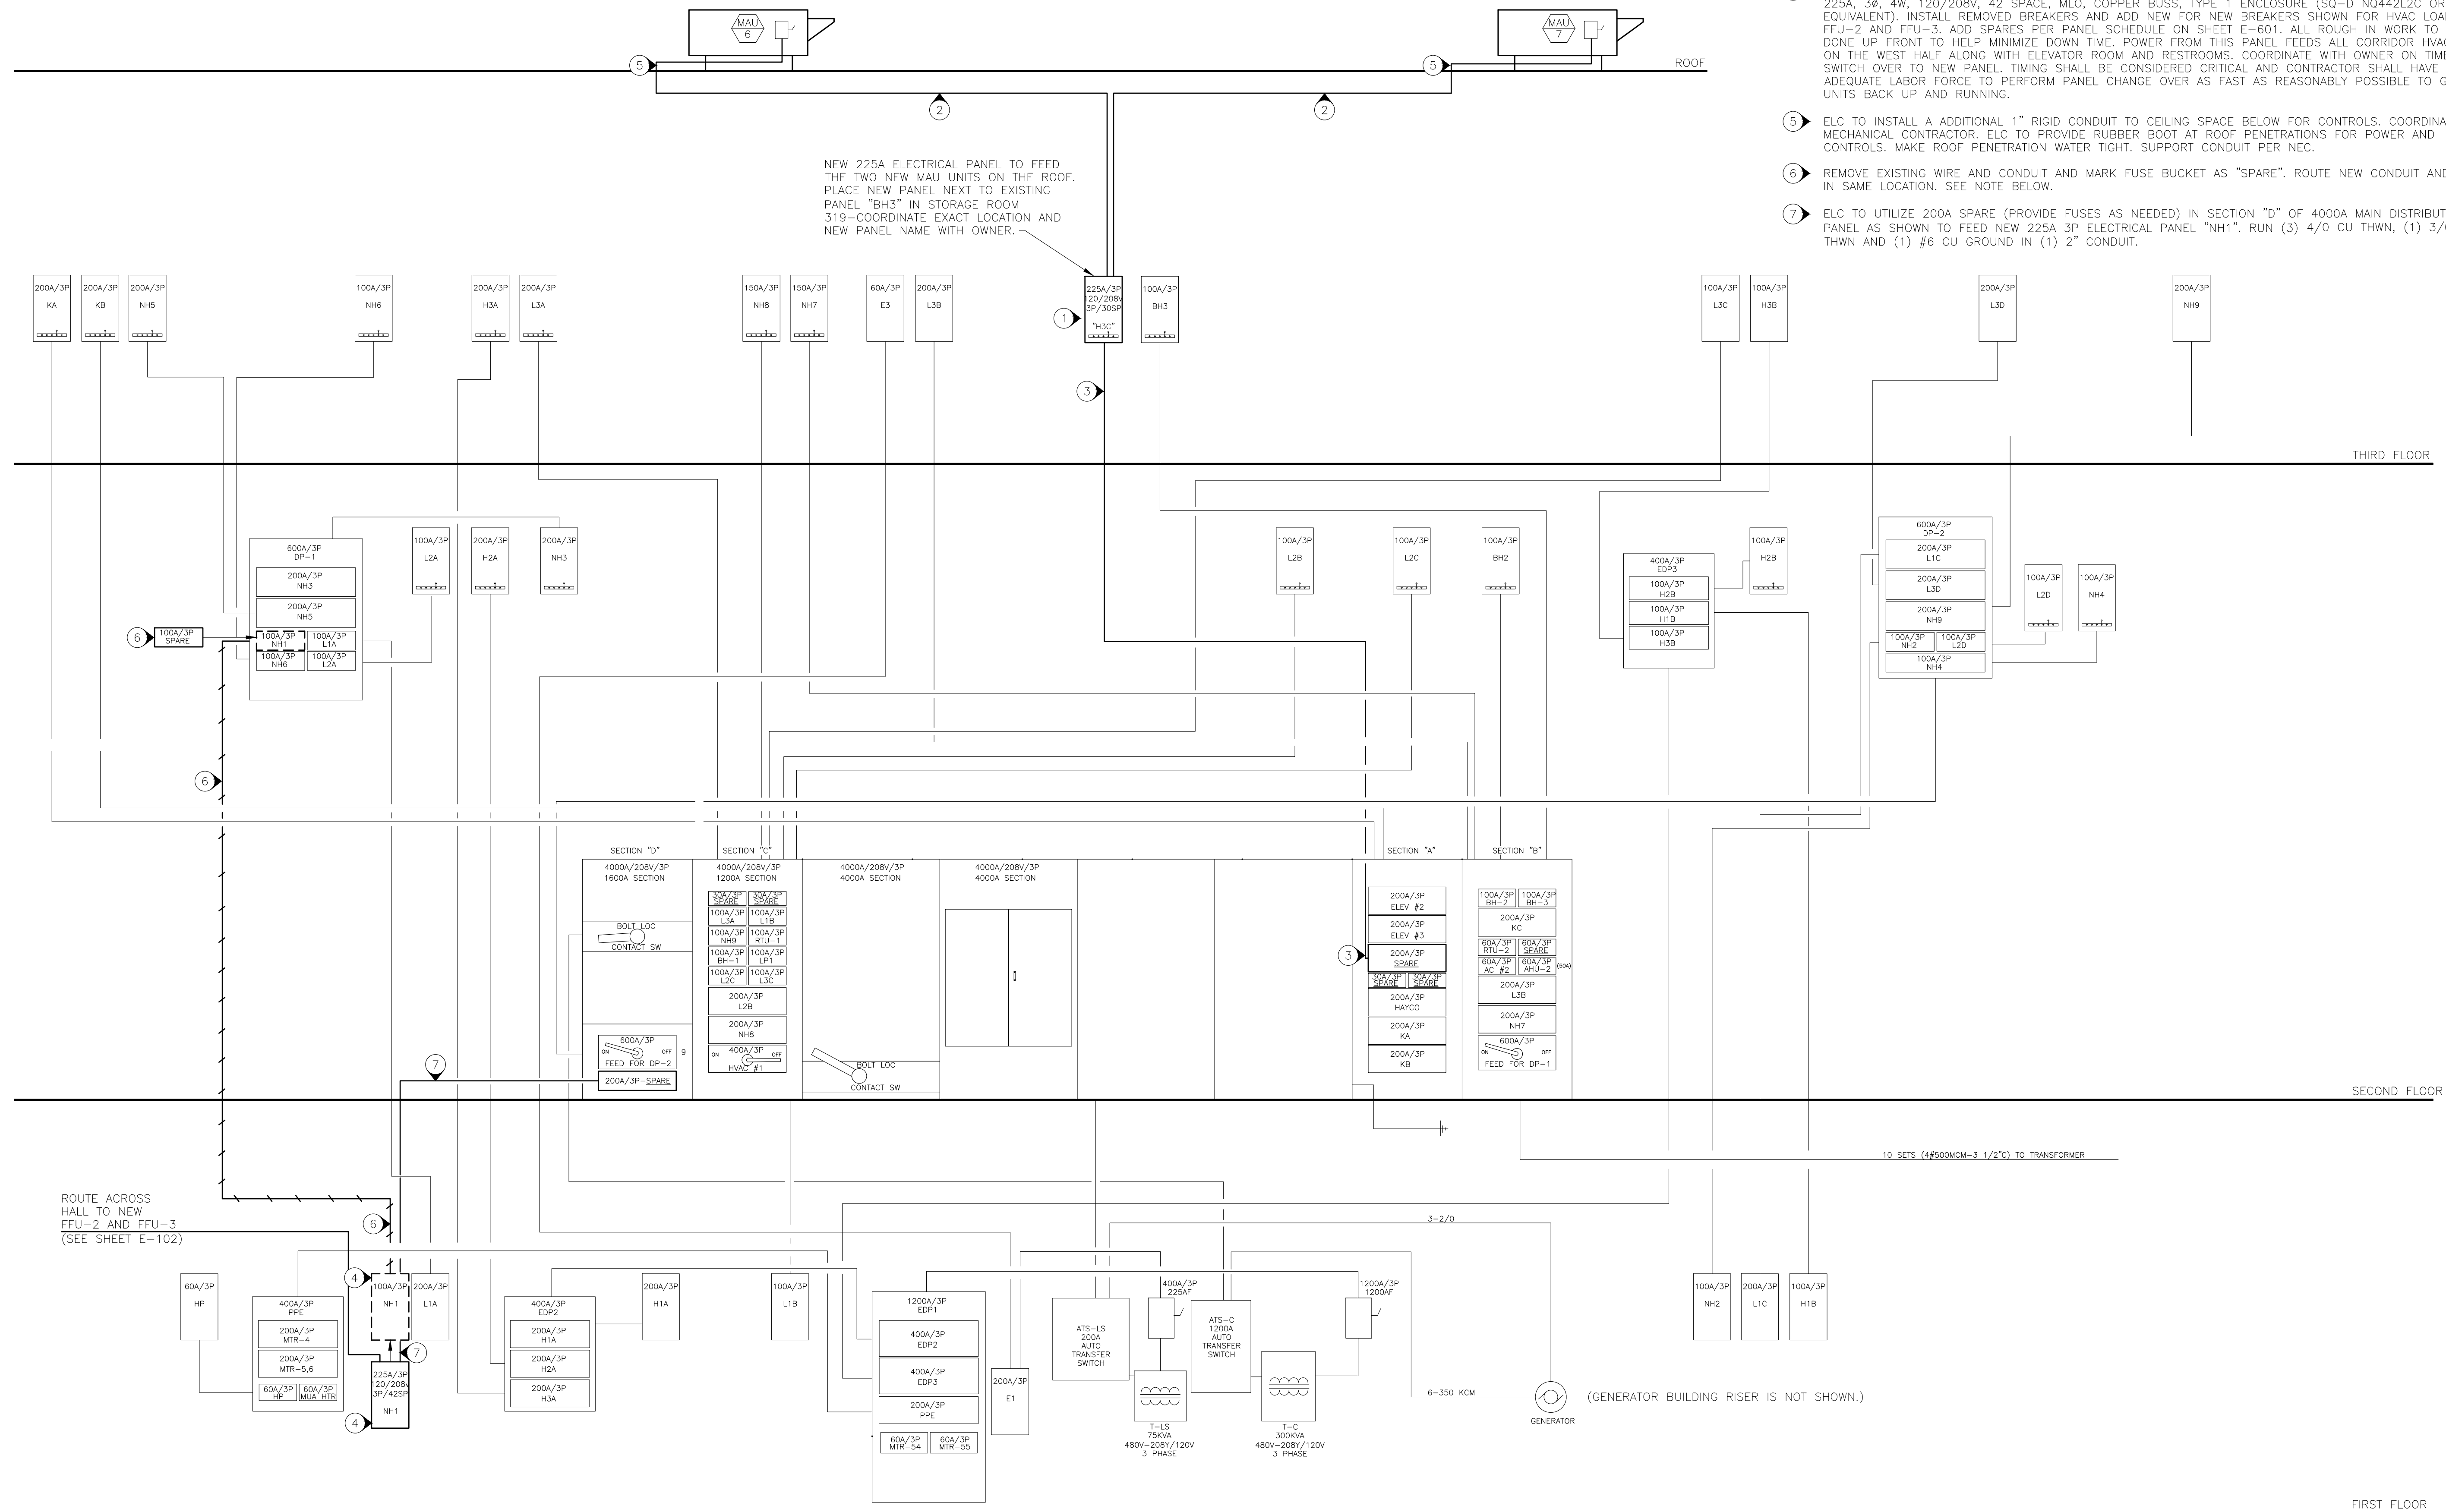 MAU
6
MAU
7
5
5
ROOF
2
2
225A, 3Ø, 4W, 120/208V, 42 SPACE, MLO, COPPER BUSS, TYPE 1 ENCLOSURE (SQ-D NQ442L2C OR
EQUIVALENT). INSTALL REMOVED BREAKERS AND ADD NEW FOR NEW BREAKERS SHOWN FOR HVAC
FFU-2 AND FFU-3. ADD SPARES PER PANEL SCHEDULE ON SHEET E-601. ALL ROUGH IN WORK TO
DONE UP FRONT TO HELP MINIMIZE DOWN TIME. POWER FROM THIS PANEL FEEDS ALL CORRIDOR
ON THE WEST HALF ALONG WITH ELEVATOR ROOM AND RESTROOMS. COORDINATE WITH OWNER ON
SWITCH OVER TO NEW PANEL. TIMING SHALL BE CONSIDERED CRITICAL AND CONTRACTOR SHALL HAVE
ADEQUATE LABOR FORCE TO PERFORM PANEL CHANGE OVER AS FAST AS REASONABLY POSSIBLE TO
UNITS BACK UP AND RUNNING.
5 ELC TO INSTALL A ADDITIONAL 1" RIGID CONDUIT TO CEILING SPACE BELOW FOR CONTROLS.
MECHANICAL CONTRACTOR. ELC TO PROVIDE RUBBER BOOT AT ROOF PENETRATIONS FOR POWER AND
CONTROLS. MAKE ROOF PENETRATION WATER TIGHT. SUPPORT CONDUIT PER NEC.
6 REMOVE EXISTING WIRE AND CONDUIT AND MARK FUSE BUCKET AS "SPARE". ROUTE NEW CONDUIT
IN SAME LOCATION. SEE NOTE BELOW.
7 ELC TO UTILIZE 200A SPARE (PROVIDE FUSES AS NEEDED) IN SECTION "D" OF 4000A MAIN
PANEL AS SHOWN TO FEED NEW 225A 3P ELECTRICAL PANEL "NH1". RUN (3) 4/0 CU THWN, (1)
THWN AND (1) #6 CU GROUND IN (1) 2" CONDUIT.
NEW 225A ELECTRICAL PANEL TO FEED
THE TWO NEW MAU UNITS ON THE ROOF.
PLACE NEW PANEL NEXT TO EXISTING
PANEL "BH3" IN STORAGE ROOM
319-COORDINATE EXACT LOCATION AND
NEW PANEL NAME WITH OWNER.
200A/3P
KA
200A/3P
KB
200A/3P
NH5
100A/3P
NH6
200A/3P
H3A
200A/3P
L3A
150A/3P
NH8
150A/3P
NH7
60A/3P
E3
200A/3P
L3B
1
225A/3P
120/208V
3P/30SP
"H3C"
100A/3P
BH3
100A/3P
L3C
100A/3P
H3B
200A/3P
L3D
200A/3P
NH9
3
THIRD FLOOR
600A/3P
DP-1
200A/3P
NH3
200A/3P
NH5
100A/3P
NH1
100A/3P
L1A
100A/3P
NH6
100A/3P
L2A
6
100A/3P
SPARE
100A/3P
L2A
200A/3P
H2A
200A/3P
NH3
100A/3P
L2B
100A/3P
L2C
100A/3P
BH2
400A/3P
EDP3
100A/3P
H2B
100A/3P
H1B
100A/3P
H3B
100A/3P
H2B
600A/3P
DP-2
200A/3P
L1C
200A/3P
L3D
200A/3P
NH9
100A/3P
NH2
100A/3P
L2D
100A/3P
NH4
100A/3P
L2D
100A/3P
NH4
6
SECTION "D"
4000A/208V/3P
1600A SECTION
BOLT LOC
CONTACT SW
600A/3P
ON OFF 9
FEED FOR DP-2
200A/3P-SPARE
7
SECTION "C"
4000A/208V/3P
1200A SECTION
30A/3P
SPARE
30A/3P
SPARE
100A/3P
L3A
100A/3P
L1B
100A/3P
NH9
100A/3P
RTU-1
100A/3P
BH-1
100A/3P
LP1
100A/3P
L2C
100A/3P
L3C
200A/3P
L2B
200A/3P
NH8
400A/3P
ON OFF
HVAC #1
4000A/208V/3P
4000A SECTION
BOLT LOC
CONTACT SW
4000A/208V/3P
4000A SECTION
SECTION "A"
200A/3P
ELEV #2
200A/3P
ELEV #3
3
200A/3P
SPARE
30A/3P
SPARE
30A/3P
SPARE
200A/3P
HAYCO
200A/3P
KA
200A/3P
KB
SECTION "B"
100A/3P
BH-2
100A/3P
BH-3
200A/3P
KC
60A/3P
RTU-2
60A/3P
SPARE
60A/3P
AC #2
60A/3P
AHU-2
(50A)
200A/3P
L3B
200A/3P
NH7
600A/3P
ON OFF
FEED FOR DP-1
SECOND FLOOR
10 SETS (4#500MCM-3 1/2"C) TO TRANSFORMER
ROUTE ACROSS
HALL TO NEW
FFU-2 AND FFU-3
(SEE SHEET E-102)
6
60A/3P
HP
400A/3P
PPE
200A/3P
MTR-4
200A/3P
MTR-5,6
60A/3P
HP
60A/3P
MUA HTR
4
100A/3P
NH1
200A/3P
L1A
7
225A/3P
120/208V
3P/42SP
NH1
4
400A/3P
EDP2
200A/3P
H1A
200A/3P
H2A
200A/3P
H3A
200A/3P
H1A
100A/3P
L1B
1200A/3P
EDP1
400A/3P
EDP2
400A/3P
EDP3
200A/3P
PPE
60A/3P
MTR-54
60A/3P
MTR-55
200A/3P
E1
ATS-LS
200A
AUTO
TRANSFER
SWITCH
400A/3P
225AF
T-LS
75KVA
480V-208Y/120V
3 PHASE
ATS-C
1200A
AUTO
TRANSFER
SWITCH
1200A/3P
1200AF
T-C
300KVA
480V-208Y/120V
3 PHASE
3-2/0
6-350 KCM
GENERATOR
(GENERATOR BUILDING RISER IS NOT SHOWN.)
100A/3P
NH2
200A/3P
L1C
100A/3P
H1B
FIRST FLOOR